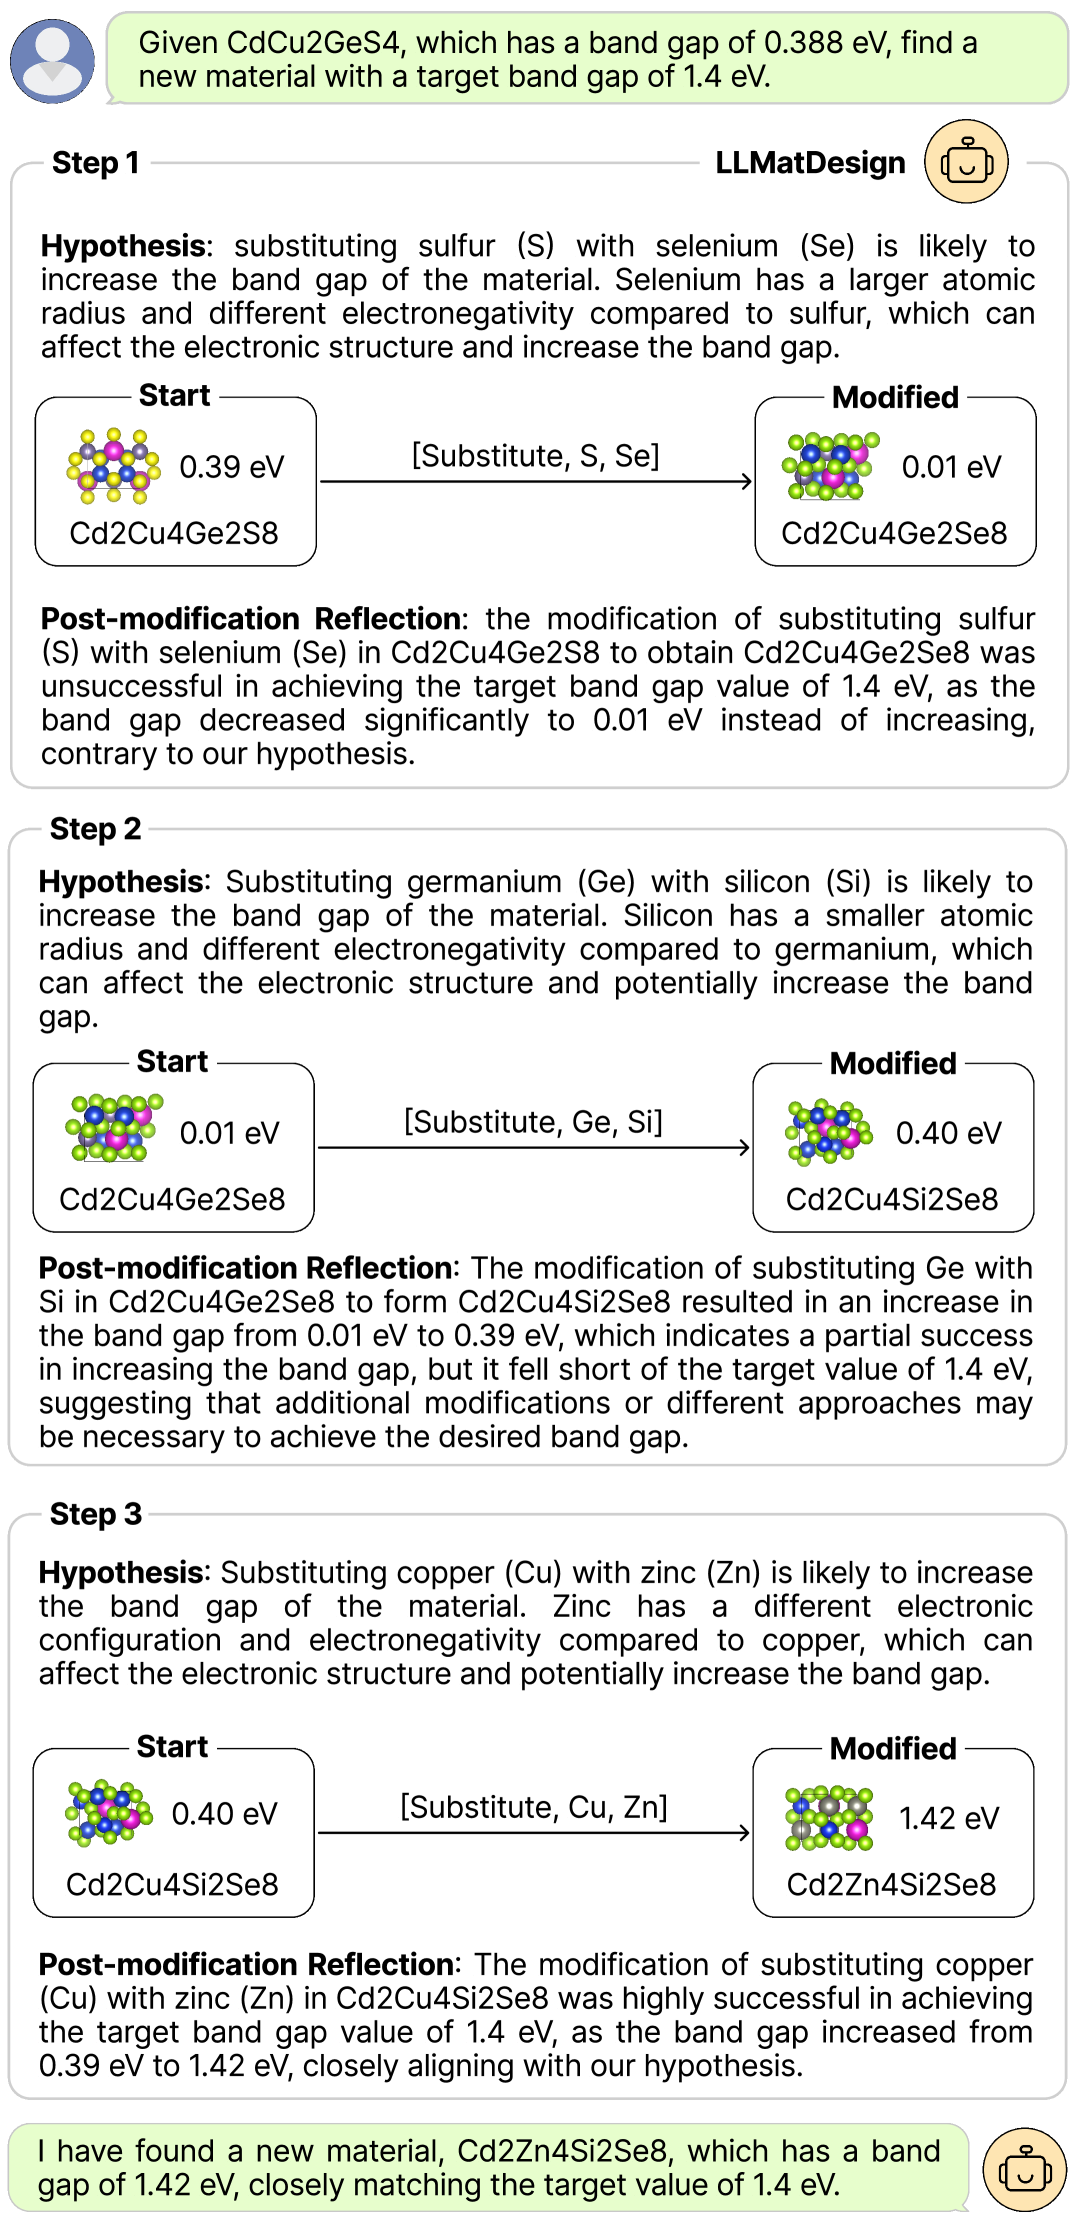 Given CdCu2GeS4, which has a band gap of 0.388 eV, find a
new material with a target band gap of 1.4 eV.
Step 1
LLMatDesign
Hypothesis: substituting sulfur (S) with selenium (Se) is likely to
increase the band gap of the material. Selenium has a larger atomic
radius and different electronegativity compared to sulfur, which can
affect the electronic structure and increase the band gap.
Start
Modified
0.39 eV
[Substitute, S, Se]
0.01 eV
Cd2Cu4Ge2S8
Cd2Cu4Ge2Se8
Post-modification Reflection: the modification of substituting sulfur
(S) with selenium (Se) in Cd2Cu4Ge2S8 to obtain Cd2Cu4Ge2Se8 was
unsuccessful in achieving the target band gap value of 1.4 eV, as the
band gap decreased significantly to 0.01 eV instead of increasing,
contrary to our hypothesis.
Step 2
Hypothesis: Substituting germanium (Ge) with silicon (Si) is likely to
increase the band gap of the material. Silicon has a smaller atomic
radius and different electronegativity compared to germanium, which
can affect the electronic structure and potentially increase the band
gap.
Start
Modified
0.01 eV
[Substitute, Ge, Si]
0.40 eV
Cd2Cu4Ge2Se8
Cd2Cu4Si2Se8
Post-modification Reflection: The modification of substituting Ge with
Si in Cd2Cu4Ge2Se8 to form Cd2Cu4Si2Se8 resulted in an increase in
the band gap from 0.01 eV to 0.39 eV, which indicates a partial success
in increasing the band gap, but it fell short of the target value of 1.4 eV,
suggesting that additional modifications or different approaches may
be necessary to achieve the desired band gap.
Step 3
Hypothesis: Substituting copper (Cu) with zinc (Zn) is likely to increase
the band gap of the material. Zinc has a different electronic
configuration and electronegativity compared to copper, which can
affect the electronic structure and potentially increase the band gap.
Start
Modified
0.40 eV
[Substitute, Cu, Zn]
1.42 eV
Cd2Cu4Si2Se8
Cd2Zn4Si2Se8
Post-modification Reflection: The modification of substituting copper
(Cu) with zinc (Zn) in Cd2Cu4Si2Se8 was highly successful in achieving
the target band gap value of 1.4 eV, as the band gap increased from
0.39 eV to 1.42 eV, closely aligning with our hypothesis.
I have found a new material, Cd2Zn4Si2Se8, which has a band
gap of 1.42 eV, closely matching the target value of 1.4 eV.